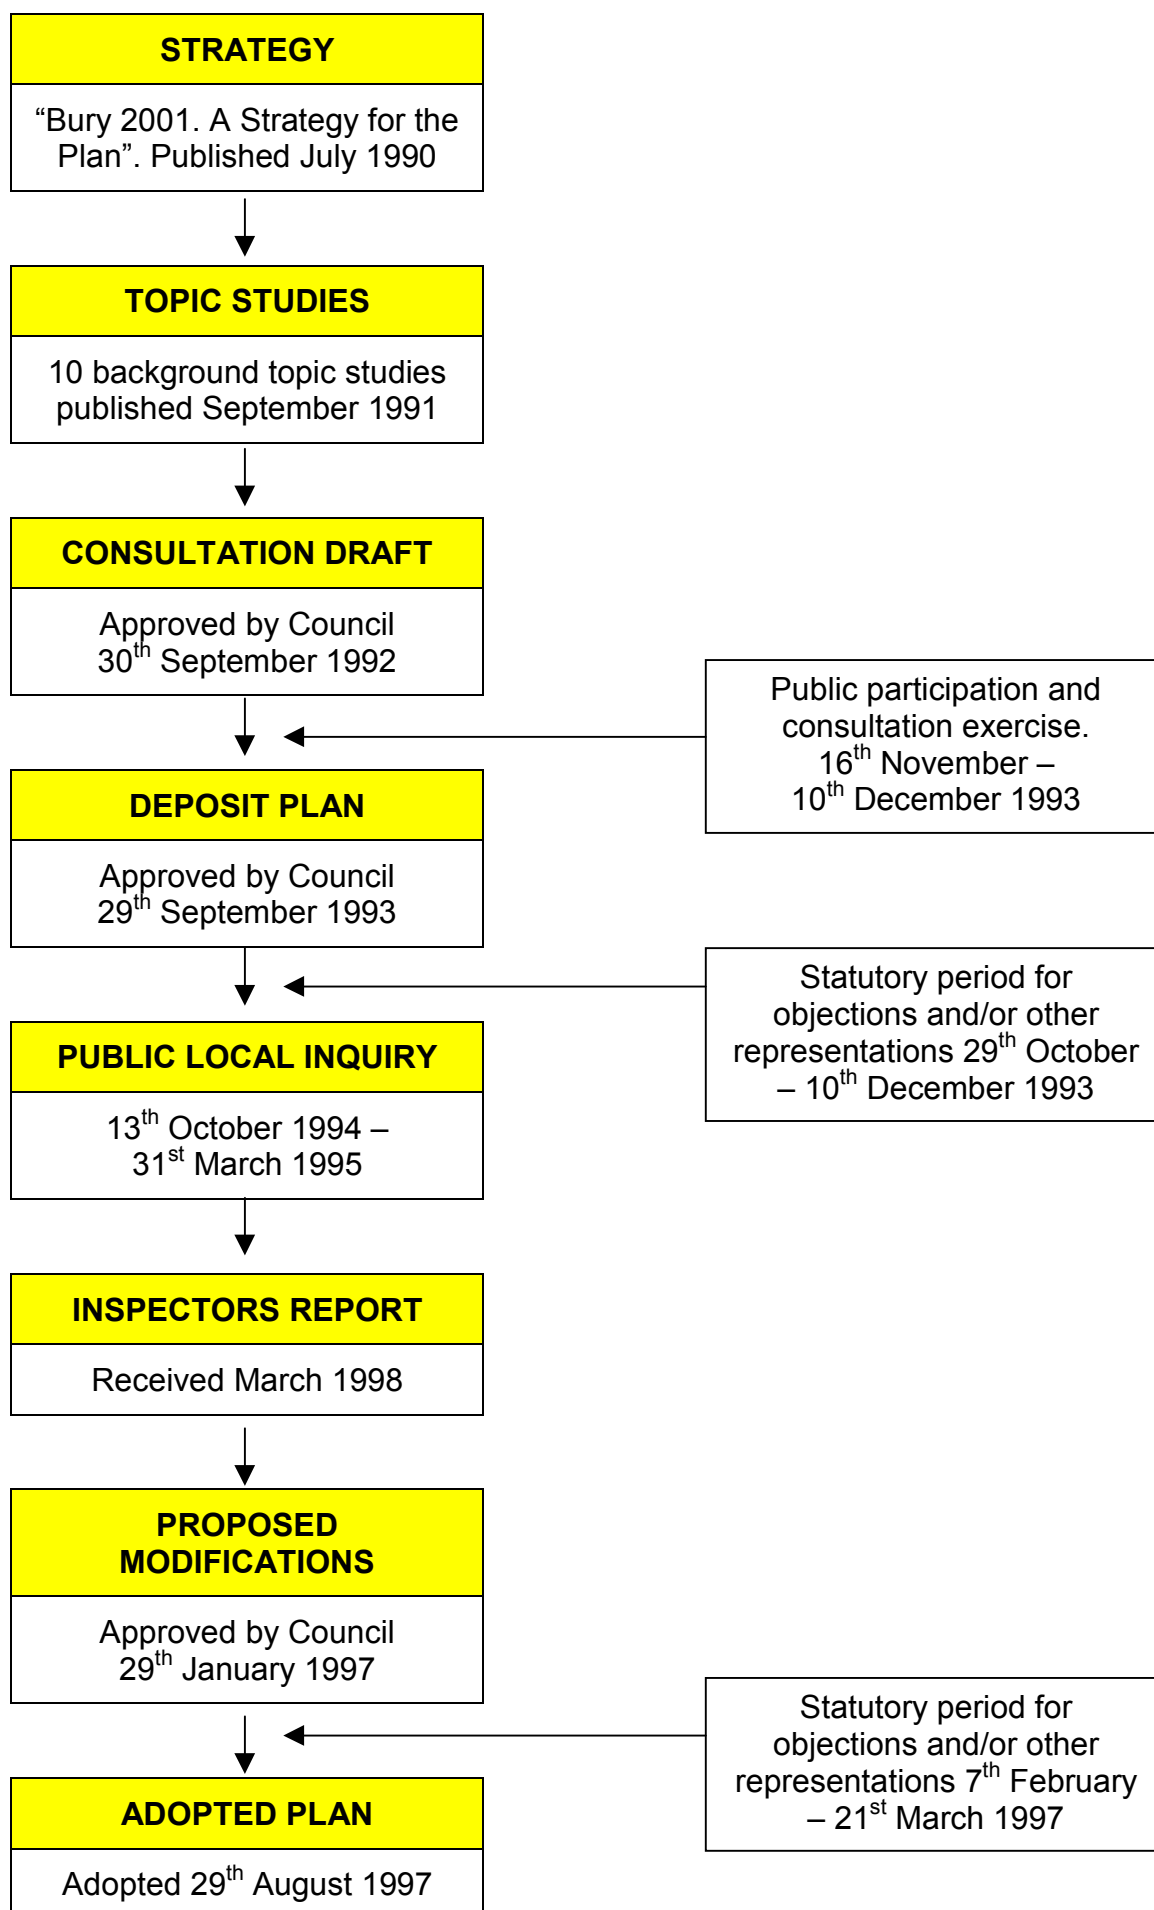 STRATEGY
“Bury 2001. A Strategy for the
Plan”. Published July 1990
TOPIC STUDIES
10 background topic studies
published September 1991
CONSULTATION DRAFT
Approved by Council
30th September 1992
Public participation and
consultation exercise.
16th November –
10th December 1993
DEPOSIT PLAN
Approved by Council
29th September 1993
Statutory period for
objections and/or other
representations 29th October
– 10th December 1993
PUBLIC LOCAL INQUIRY
13th October 1994 –
31st March 1995
INSPECTORS REPORT
Received March 1998
PROPOSED
MODIFICATIONS
Approved by Council
29th January 1997
Statutory period for
objections and/or other
representations 7th February
– 21st March 1997
ADOPTED PLAN
Adopted 29th August 1997